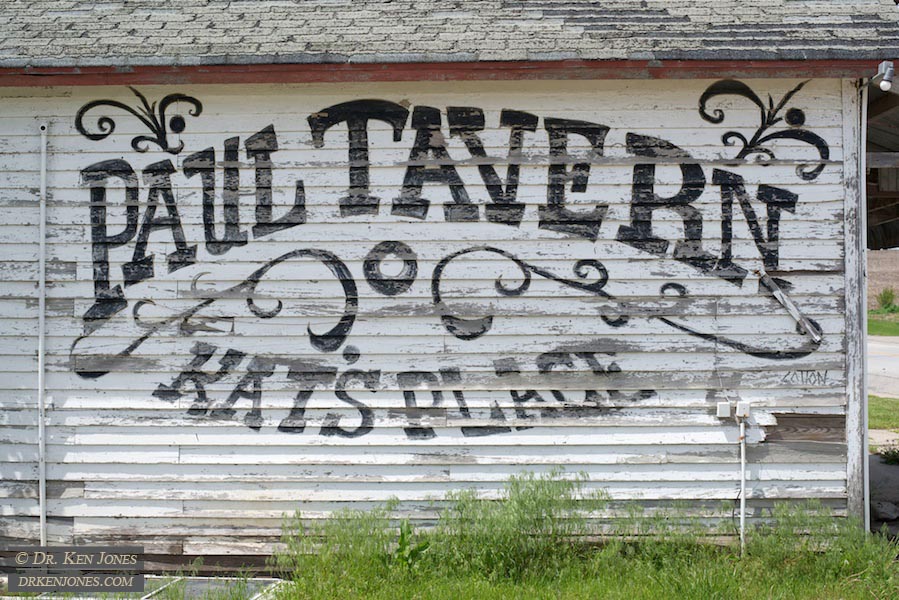 PAUL TAVERN
KAT'S PLACE
COTTON
© DR. KEN JONES
DRKENJONES.COM